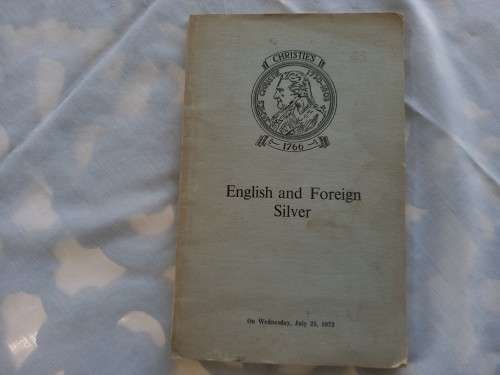 CHRISTIE'S
1766
English and Foreign
Silver
On Wednesday, July 25, 1973